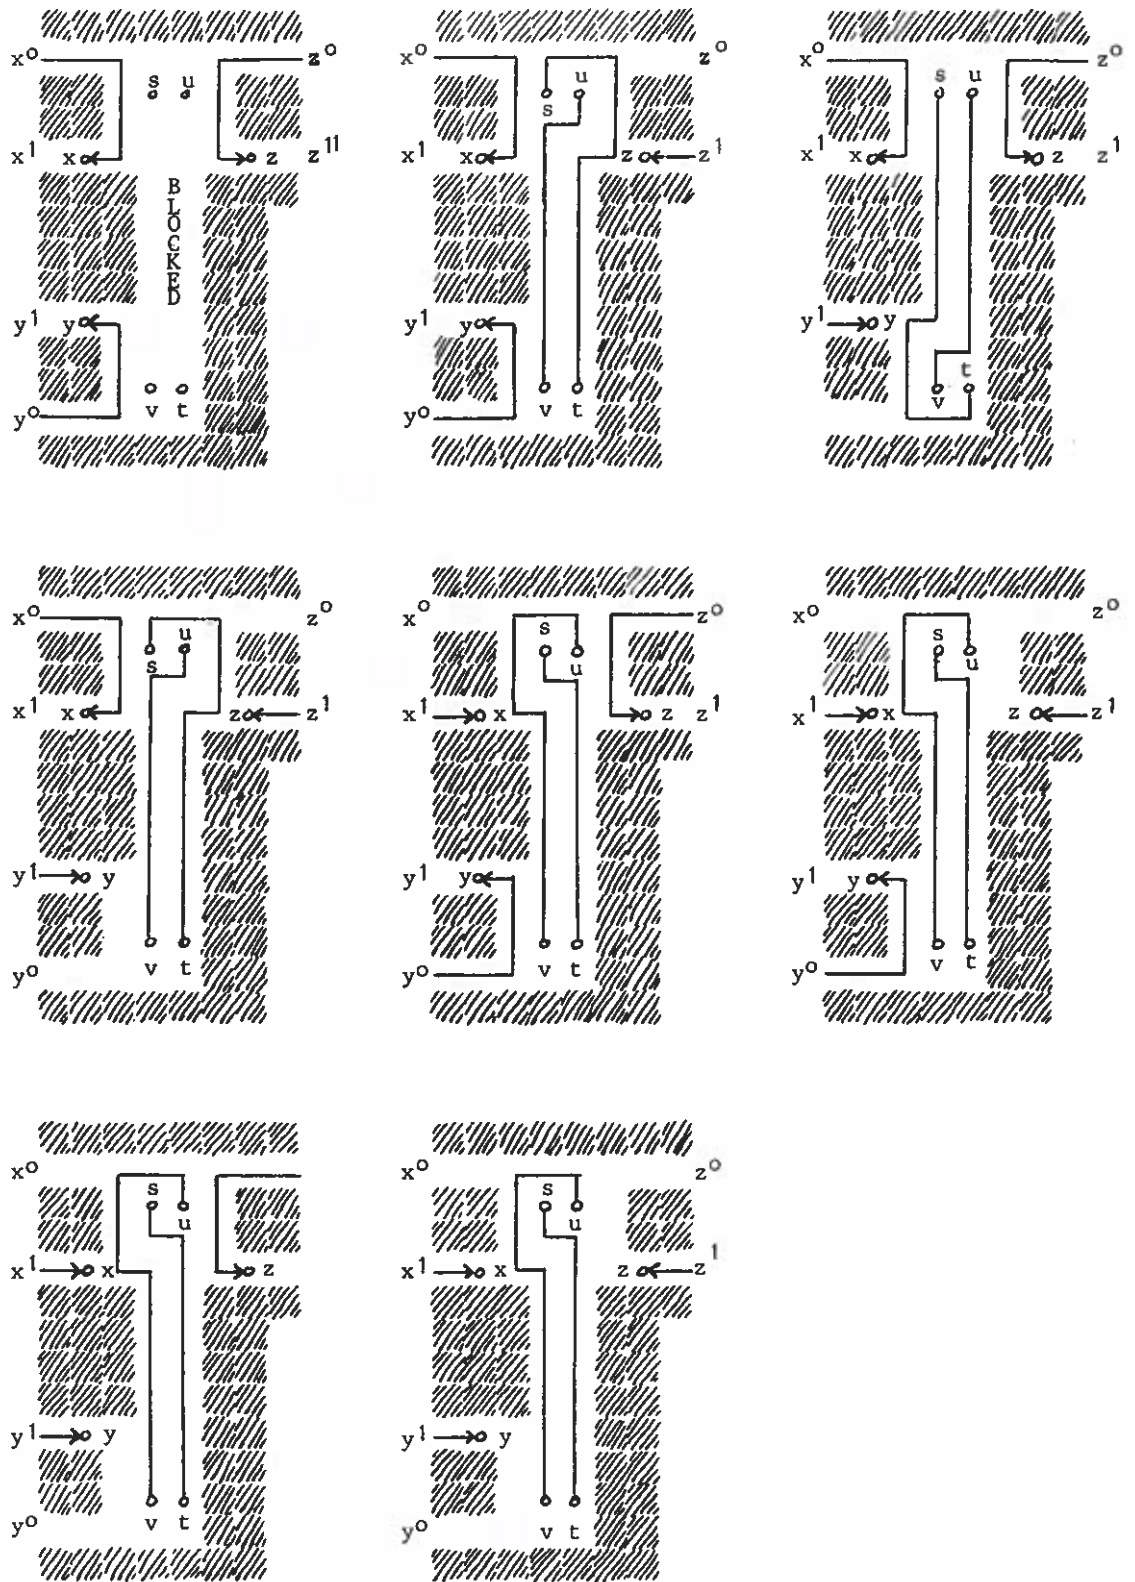 x⁰ z⁰ x⁰ z⁰ x⁰ z⁰
s u u s u
s
x¹ x z z¹¹ x¹ x z z¹ x¹ x z z¹
BLOCKED
y¹ y y¹ y y¹ y
t
v t v t v
y⁰ y⁰
x⁰ z⁰ x⁰ z⁰ x⁰ z⁰
u s s
s u u
x¹ x z z¹ x¹ x z z¹ x¹ x z z¹
y¹ y y¹ y y¹ y
v t v t v t
y⁰ y⁰ y⁰
x⁰ x⁰ z⁰
s s
u u
x¹ x z x¹ x z z¹
y¹ y y¹ y
v t v t
y⁰ y⁰